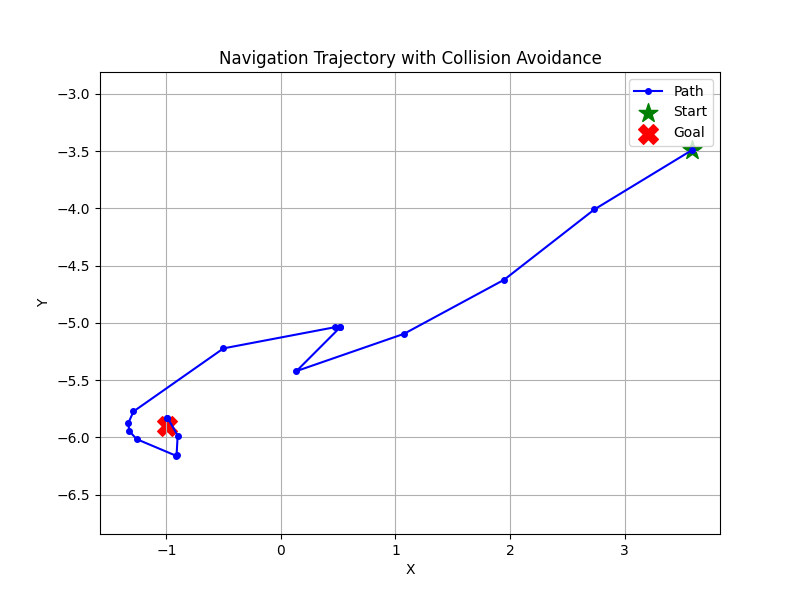 Navigation Trajectory with Collision Avoidance
Path
Start
Goal
−3.0
−3.5
−4.0
−4.5
−5.0
−5.5
−6.0
−6.5
Y
−1 0 1 2 3
X